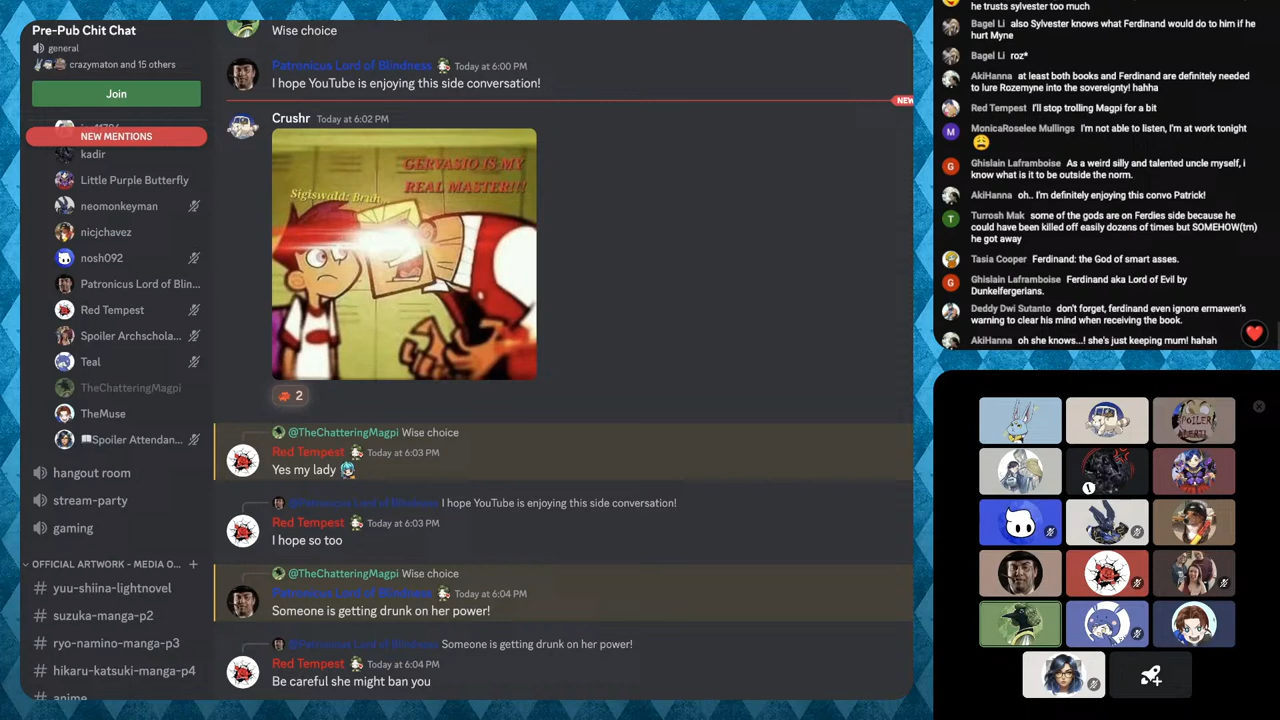 Pre-Pub Chit Chat
general
crazymaton and 15 others
Join
NEW MENTIONS
kadir
Little Purple Butterfly
neomonkeyman
nicjchavez
nosh092
Patronicus Lord of Blin...
Red Tempest
Spoiler Archschola...
Teal
TheChatteringMagpi
TheMuse
Spoiler Attendan...
hangout room
stream-party
gaming
OFFICIAL ARTWORK - MEDIA O...
# yuu-shiina-lightnovel
# suzuka-manga-p2
# ryo-namino-manga-p3
# hikaru-katsuki-manga-p4
# anime
Wise choice
Patronicus Lord of Blindness Today at 6:00 PM
I hope YouTube is enjoying this side conversation!
NEW
Crushr Today at 6:02 PM
GERVASIO IS MY
REAL MASTER!!!
Sigiswald: Bruh...
2
@TheChatteringMagpi Wise choice
Red Tempest Today at 6:03 PM
Yes my lady
@Patronicus Lord of Blindness I hope YouTube is enjoying this side conversation!
Red Tempest Today at 6:03 PM
I hope so too
@TheChatteringMagpi Wise choice
Patronicus Lord of Blindness Today at 6:04 PM
Someone is getting drunk on her power!
@Patronicus Lord of Blindness Someone is getting drunk on her power!
Red Tempest Today at 6:04 PM
Be careful she might ban you
he trusts sylvester too much
Bagel Li also Sylvester knows what Ferdinand would do to him if he
hurt Myne
Bagel Li roz*
AkiHanna at least both books and Ferdinand are definitely needed
to lure Rozemyne into the sovereignty! hahha
Red Tempest I'll stop trolling Magpi for a bit
M MonicaRoselee Mullings I'm not able to listen, I'm at work tonight
G Ghislain Laframboise As a weird silly and talented uncle myself, i
know what is it to be outside the norm.
AkiHanna oh.. I'm definitely enjoying this convo Patrick!
T Turrosh Mak some of the gods are on Ferdies side because he
could have been killed off easily dozens of times but SOMEHOW(tm)
he got away
Tasia Cooper Ferdinand: the God of smart asses.
G Ghislain Laframboise Ferdinand aka Lord of Evil by
Dunkelfergerians.
Deddy Dwi Sutanto don't forget, ferdinand even ignore ermawen's
warning to clear his mind when receiving the book.
AkiHanna oh she knows...! she's just keeping mum! hahah
SPOILER
ALERT!